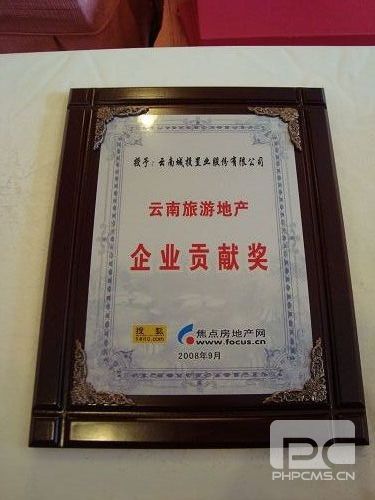 授予：云南城投置业股份有限公司
云南旅游地产
企业贡献奖
搜狐
焦点房地产网
www.focus.cn
2008年9月
PC
PHPCMS.CN